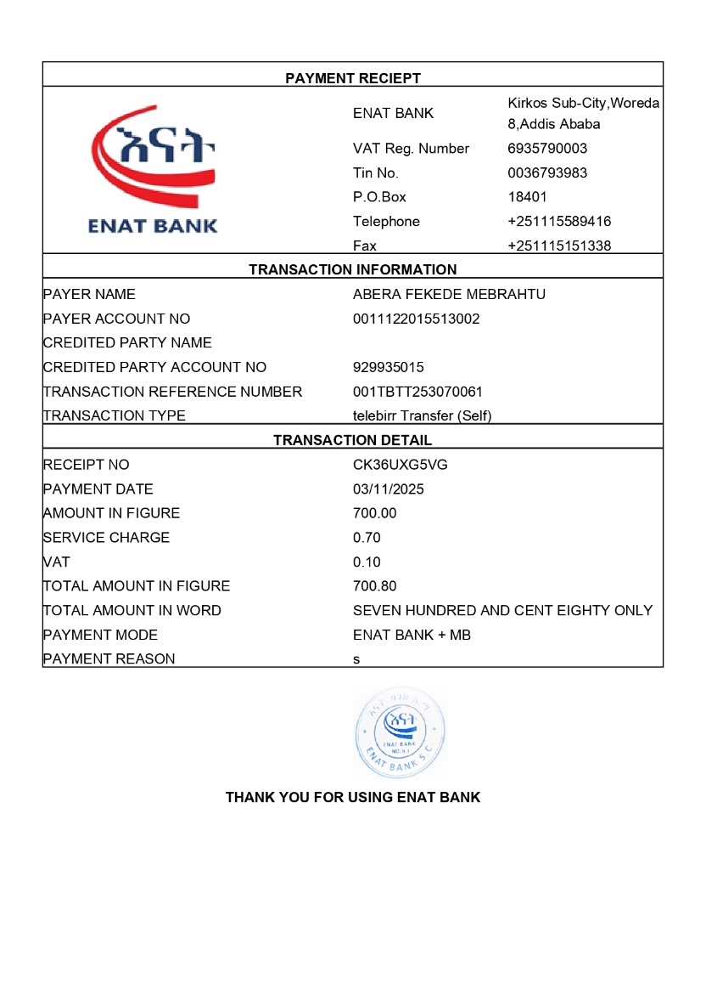 PAYMENT RECIEPT
እናት
ENAT BANK
ENAT BANK Kirkos Sub-City,Woreda
8,Addis Ababa
VAT Reg. Number 6935790003
Tin No. 0036793983
P.O.Box 18401
Telephone +251115589416
Fax +251115151338
TRANSACTION INFORMATION
PAYER NAME ABERA FEKEDE MEBRAHTU
PAYER ACCOUNT NO 0011122015513002
CREDITED PARTY NAME
CREDITED PARTY ACCOUNT NO 929935015
TRANSACTION REFERENCE NUMBER 001TBTT253070061
TRANSACTION TYPE telebirr Transfer (Self)
TRANSACTION DETAIL
RECEIPT NO CK36UXG5VG
PAYMENT DATE 03/11/2025
AMOUNT IN FIGURE 700.00
SERVICE CHARGE 0.70
VAT 0.10
TOTAL AMOUNT IN FIGURE 700.80
TOTAL AMOUNT IN WORD SEVEN HUNDRED AND CENT EIGHTY ONLY
PAYMENT MODE ENAT BANK + MB
PAYMENT REASON s
እናት ባንክ አ.ማ
እናት
ENAT BANK
ENAT BANK S.C.
THANK YOU FOR USING ENAT BANK